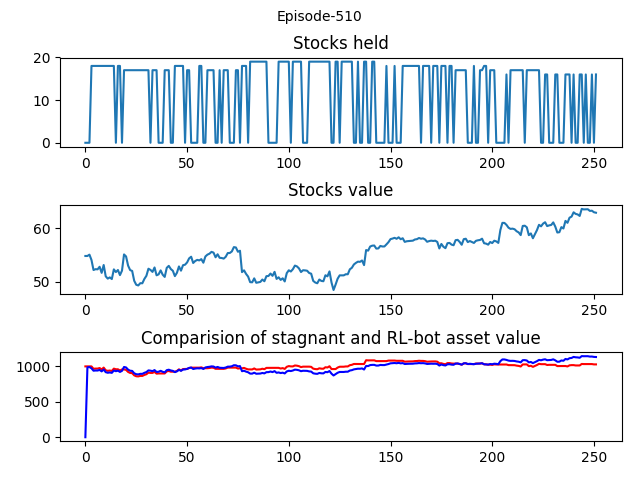 Episode-510
Stocks held
20
10
0
0 50 100 150 200 250
Stocks value
60
50
0 50 100 150 200 250
Comparision of stagnant and RL-bot asset value
1000
500
0
0 50 100 150 200 250